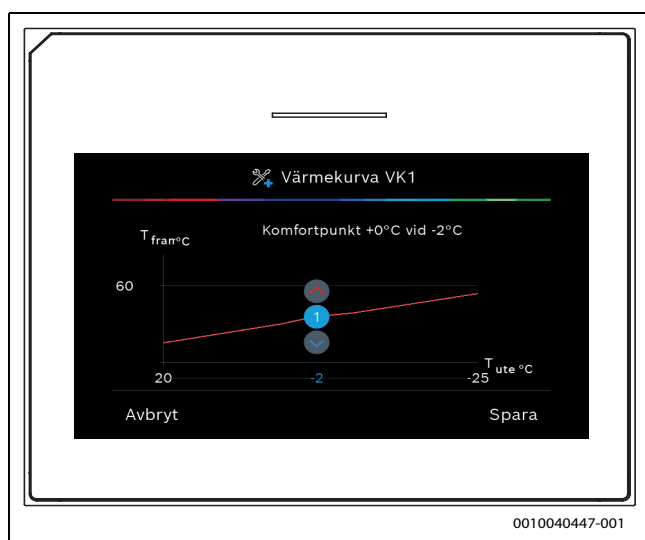 Värmekurva VK1
Komfortpunkt +0°C vid -2°C
T fram°C
60
1
T ute °C
20 -2 -25
Avbryt Spara
0010040447-001